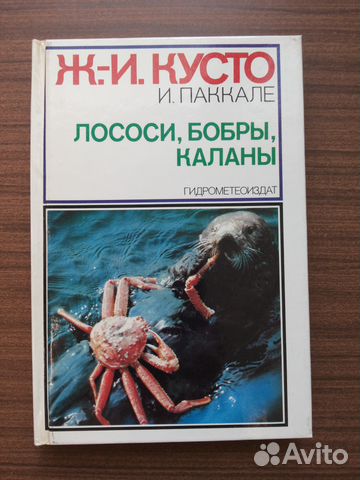 Ж.-И. КУСТО
И. ПАККАЛЕ
ЛОСОСИ, БОБРЫ,
КАЛАНЫ
ГИДРОМЕТЕОИЗДАТ
Avito